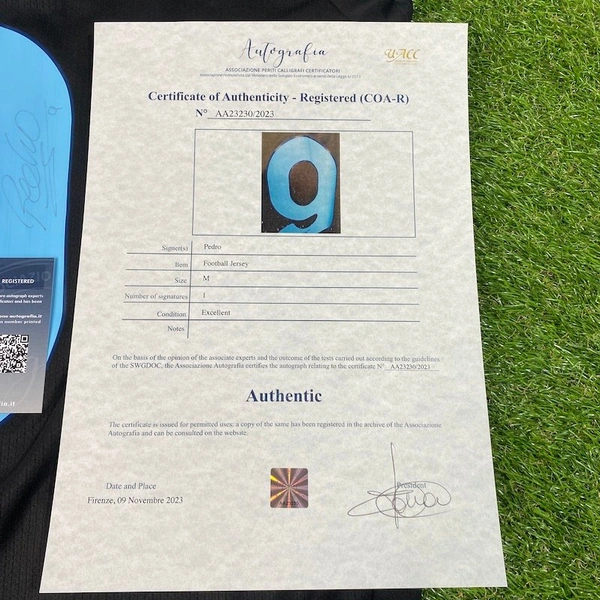 Autografia
U·ACC
ASSOCIAZIONE PERITI CALLIGRAFI CERTIFICATORI
Certificate of Authenticity - Registered (COA-R)
N° AA23230/2023
9
Signer(s) Pedro
Item Football Jersey
Size M
Number of signatures 1
Condition Excellent
Notes
On the basis of the opinion of the associate experts and the outcome of the tests carried out according to the guidelines
of the SWGDOC, the Associazione Autografia certifies the autograph relating to the certificate N° AA23230/2023
Authentic
The certificate is issued for permitted uses; a copy of the same has been registered in the archive of the Associazione
Autografia and can be consulted on the website.
Date and Place
Firenze, 09 Novembre 2023
President
Pedro
REGISTERED